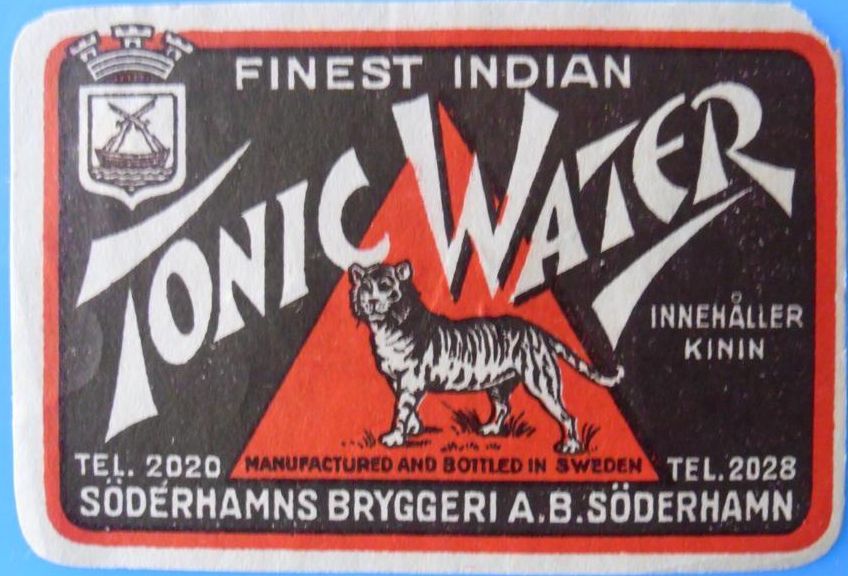 FINEST INDIAN
TONIC WATER
INNEHÅLLER
KININ
TEL. 2020
MANUFACTURED AND BOTTLED IN SWEDEN
TEL. 2028
SÖDERHAMNS BRYGGERI A.B. SÖDERHAMN